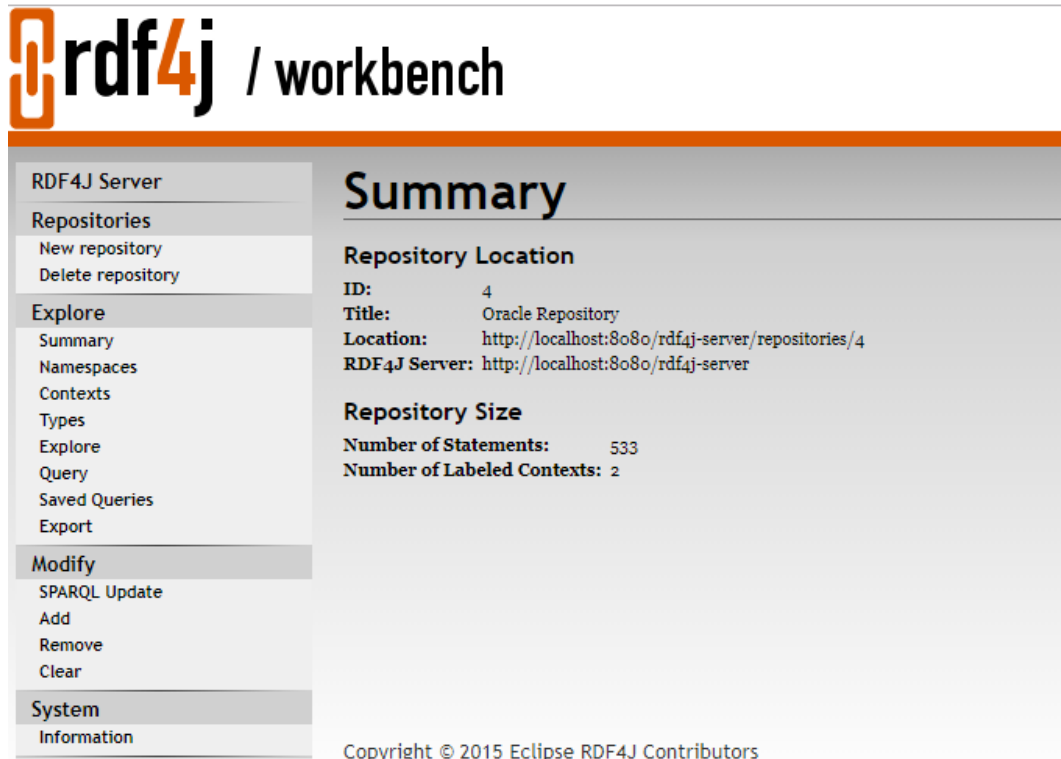 rdf4j / workbench
RDF4J Server
Repositories
New repository
Delete repository
Explore
Summary
Namespaces
Contexts
Types
Explore
Query
Saved Queries
Export
Modify
SPARQL Update
Add
Remove
Clear
System
Information
Summary
Repository Location
ID: 4
Title: Oracle Repository
Location: http://localhost:8080/rdf4j-server/repositories/4
RDF4J Server: http://localhost:8080/rdf4j-server
Repository Size
Number of Statements: 533
Number of Labeled Contexts: 2
Copyright © 2015 Eclipse RDF4J Contributors